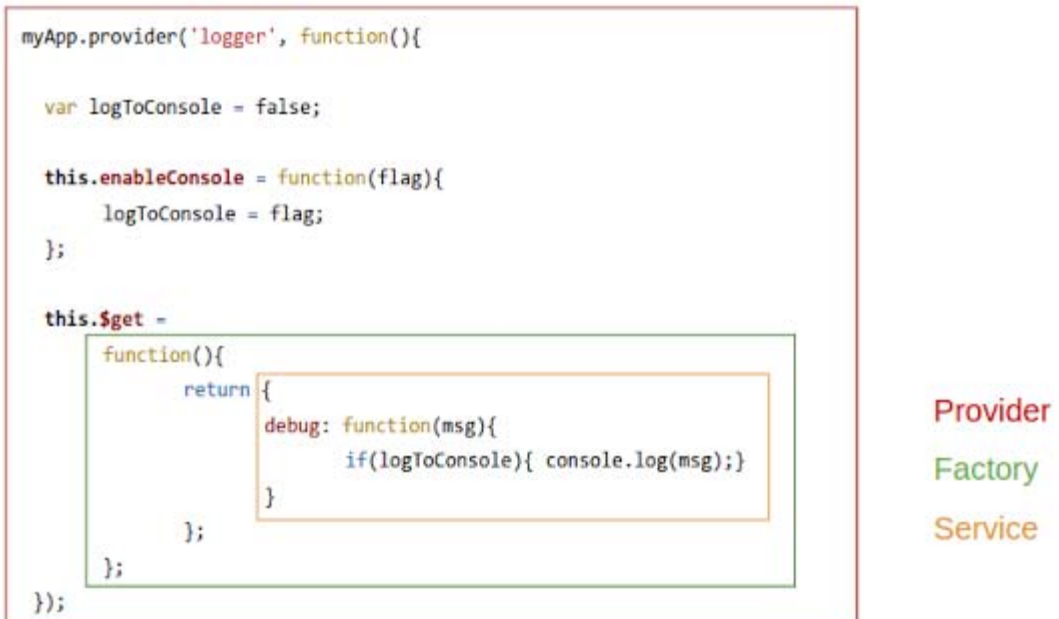 myApp.provider('logger', function(){
var logToConsole = false;
this.enableConsole = function(flag){
logToConsole = flag;
};
this.$get =
function(){
return {
debug: function(msg){
if(logToConsole){ console.log(msg);}
}
};
};
});
Provider
Factory
Service